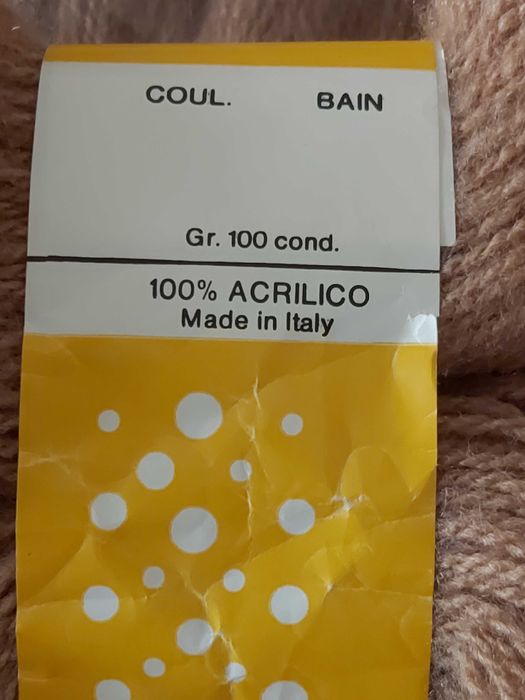 COUL. BAIN
Gr. 100 cond.
100% ACRILICO
Made in Italy